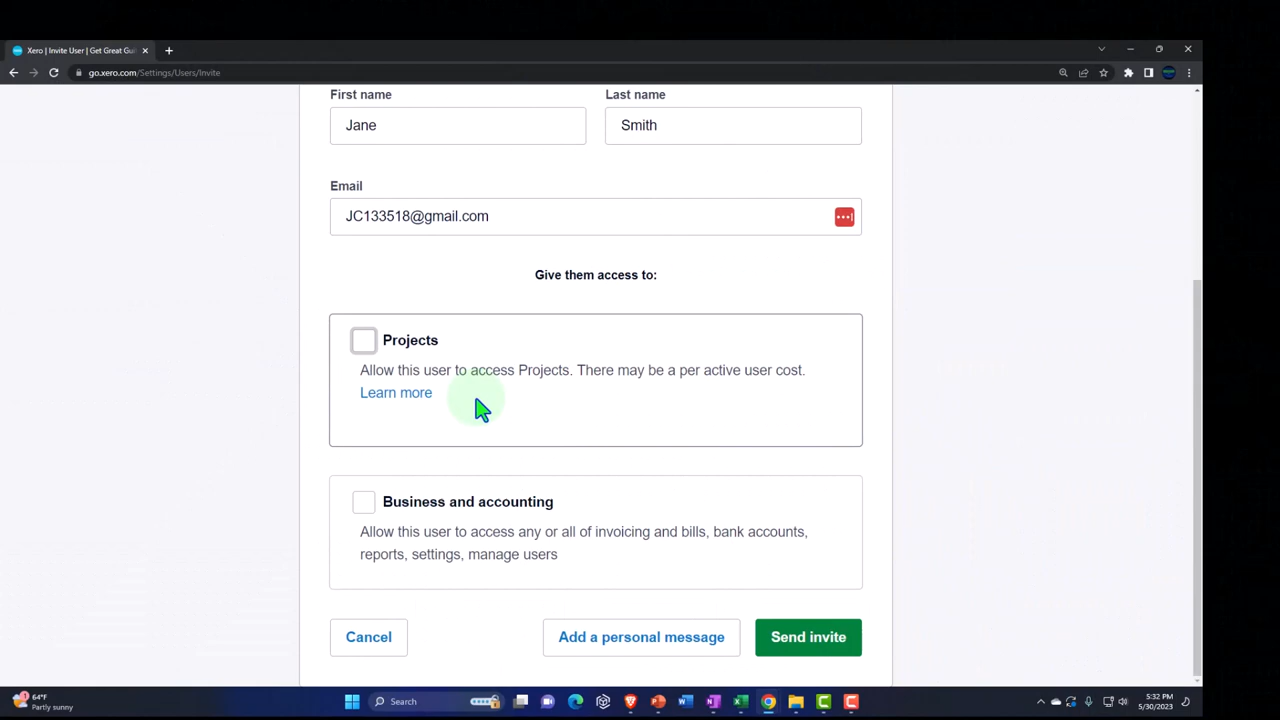 Xero | Invite User | Get Great Gui
go.xero.com/Settings/Users/Invite
First name
Last name
Jane
Smith
Email
JC133518@gmail.com
Give them access to:
Projects
Allow this user to access Projects. There may be a per active user cost.
Learn more
Business and accounting
Allow this user to access any or all of invoicing and bills, bank accounts,
reports, settings, manage users
Cancel
Add a personal message
Send invite
1
64°F
Partly sunny
Search
5:32 PM
5/30/2023